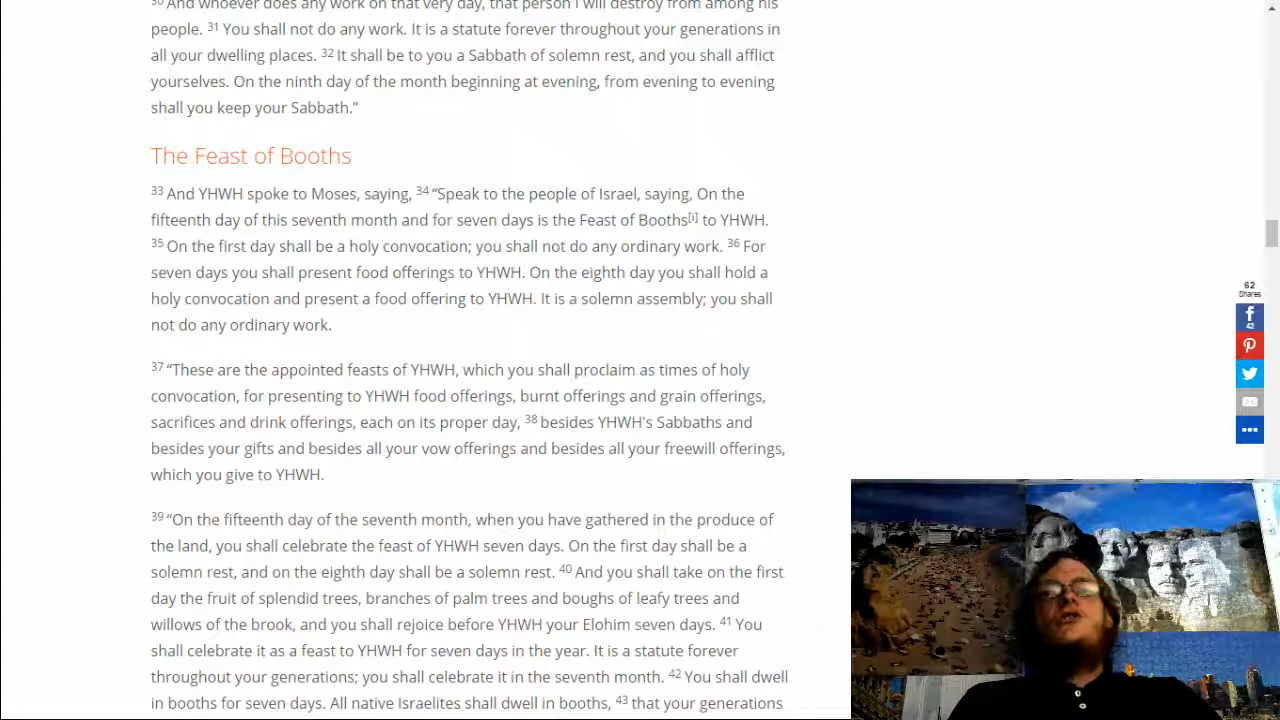 30 And whoever does any work on that very day, that person I will destroy from among his
people. 31 You shall not do any work. It is a statute forever throughout your generations in
all your dwelling places. 32 It shall be to you a Sabbath of solemn rest, and you shall afflict
yourselves. On the ninth day of the month beginning at evening, from evening to evening
shall you keep your Sabbath.”
The Feast of Booths
33 And YHWH spoke to Moses, saying, 34 “Speak to the people of Israel, saying, On the
fifteenth day of this seventh month and for seven days is the Feast of Booths[i] to YHWH.
35 On the first day shall be a holy convocation; you shall not do any ordinary work. 36 For
seven days you shall present food offerings to YHWH. On the eighth day you shall hold a
holy convocation and present a food offering to YHWH. It is a solemn assembly; you shall
not do any ordinary work.
37 “These are the appointed feasts of YHWH, which you shall proclaim as times of holy
convocation, for presenting to YHWH food offerings, burnt offerings and grain offerings,
sacrifices and drink offerings, each on its proper day, 38 besides YHWH's Sabbaths and
besides your gifts and besides all your vow offerings and besides all your freewill offerings,
which you give to YHWH.
39 “On the fifteenth day of the seventh month, when you have gathered in the produce of
the land, you shall celebrate the feast of YHWH seven days. On the first day shall be a
solemn rest, and on the eighth day shall be a solemn rest. 40 And you shall take on the first
day the fruit of splendid trees, branches of palm trees and boughs of leafy trees and
willows of the brook, and you shall rejoice before YHWH your Elohim seven days. 41 You
shall celebrate it as a feast to YHWH for seven days in the year. It is a statute forever
throughout your generations; you shall celebrate it in the seventh month. 42 You shall dwell
in booths for seven days. All native Israelites shall dwell in booths, 43 that your generations
62
Shares
42